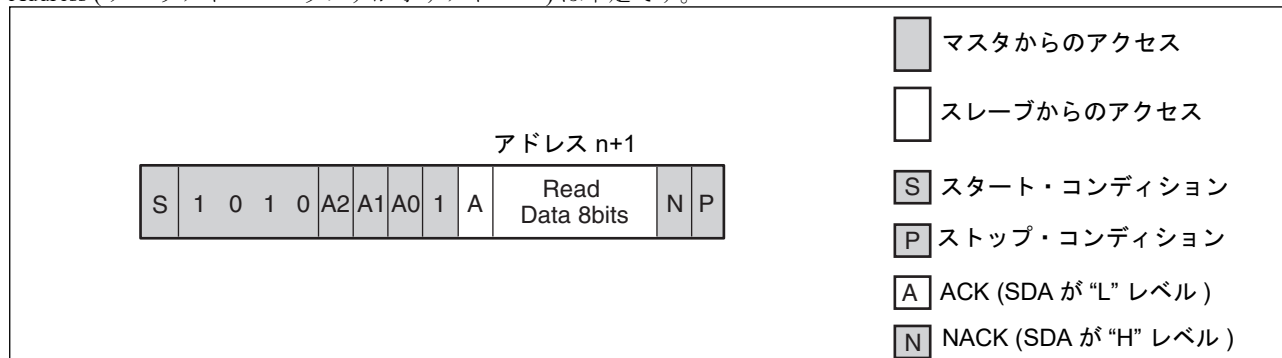 アドレス n+1
S 1 0 1 0 A2 A1 A0 1 A Read Data 8bits N P
マスタからのアクセス
スレーブからのアクセス
S スタート・コンディション
P ストップ・コンディション
A ACK (SDA が “L” レベル )
N NACK (SDA が “H” レベル )